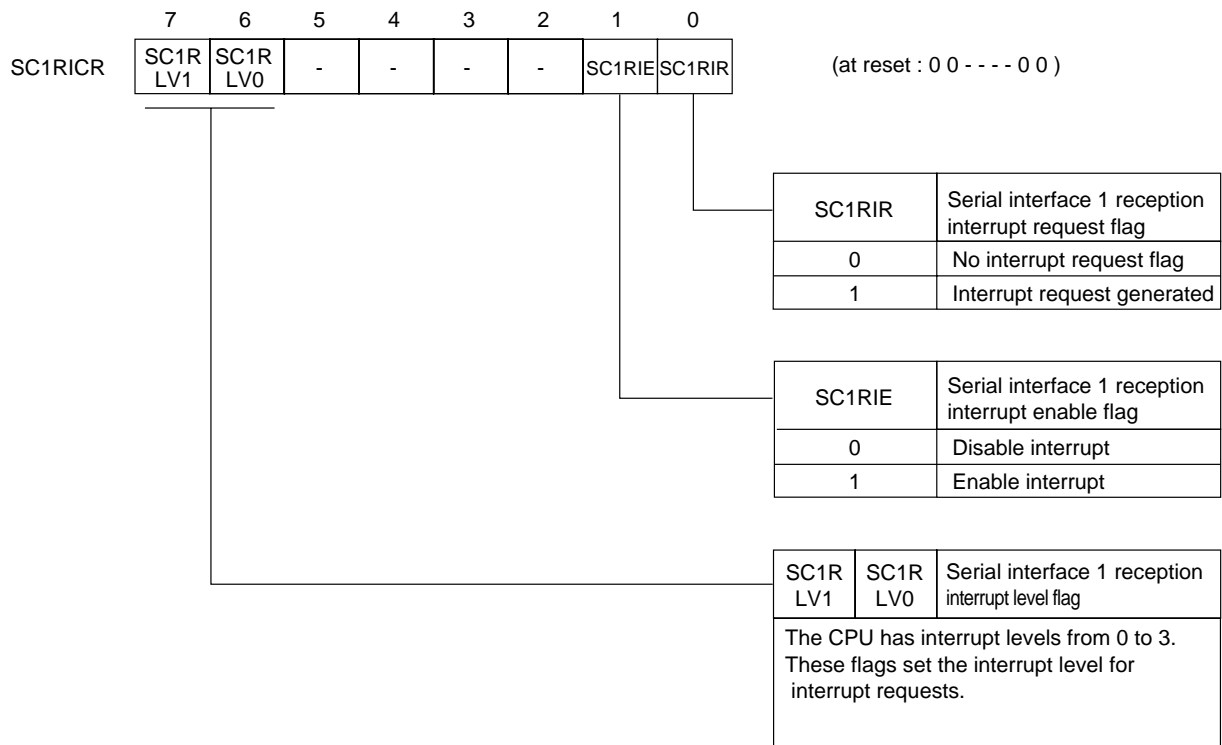 7 6 5 4 3 2 1 0
SC1RICR
SC1R LV1
SC1R LV0
-
-
-
-
SC1RIE
SC1RIR
(at reset : 0 0 - - - - 0 0 )
SC1RIR
Serial interface 1 reception
interrupt request flag
0 No interrupt request flag
1 Interrupt request generated
SC1RIE
Serial interface 1 reception
interrupt enable flag
0 Disable interrupt
1 Enable interrupt
SC1R LV1
SC1R LV0
Serial interface 1 reception
interrupt level flag
The CPU has interrupt levels from 0 to 3.
These flags set the interrupt level for
interrupt requests.